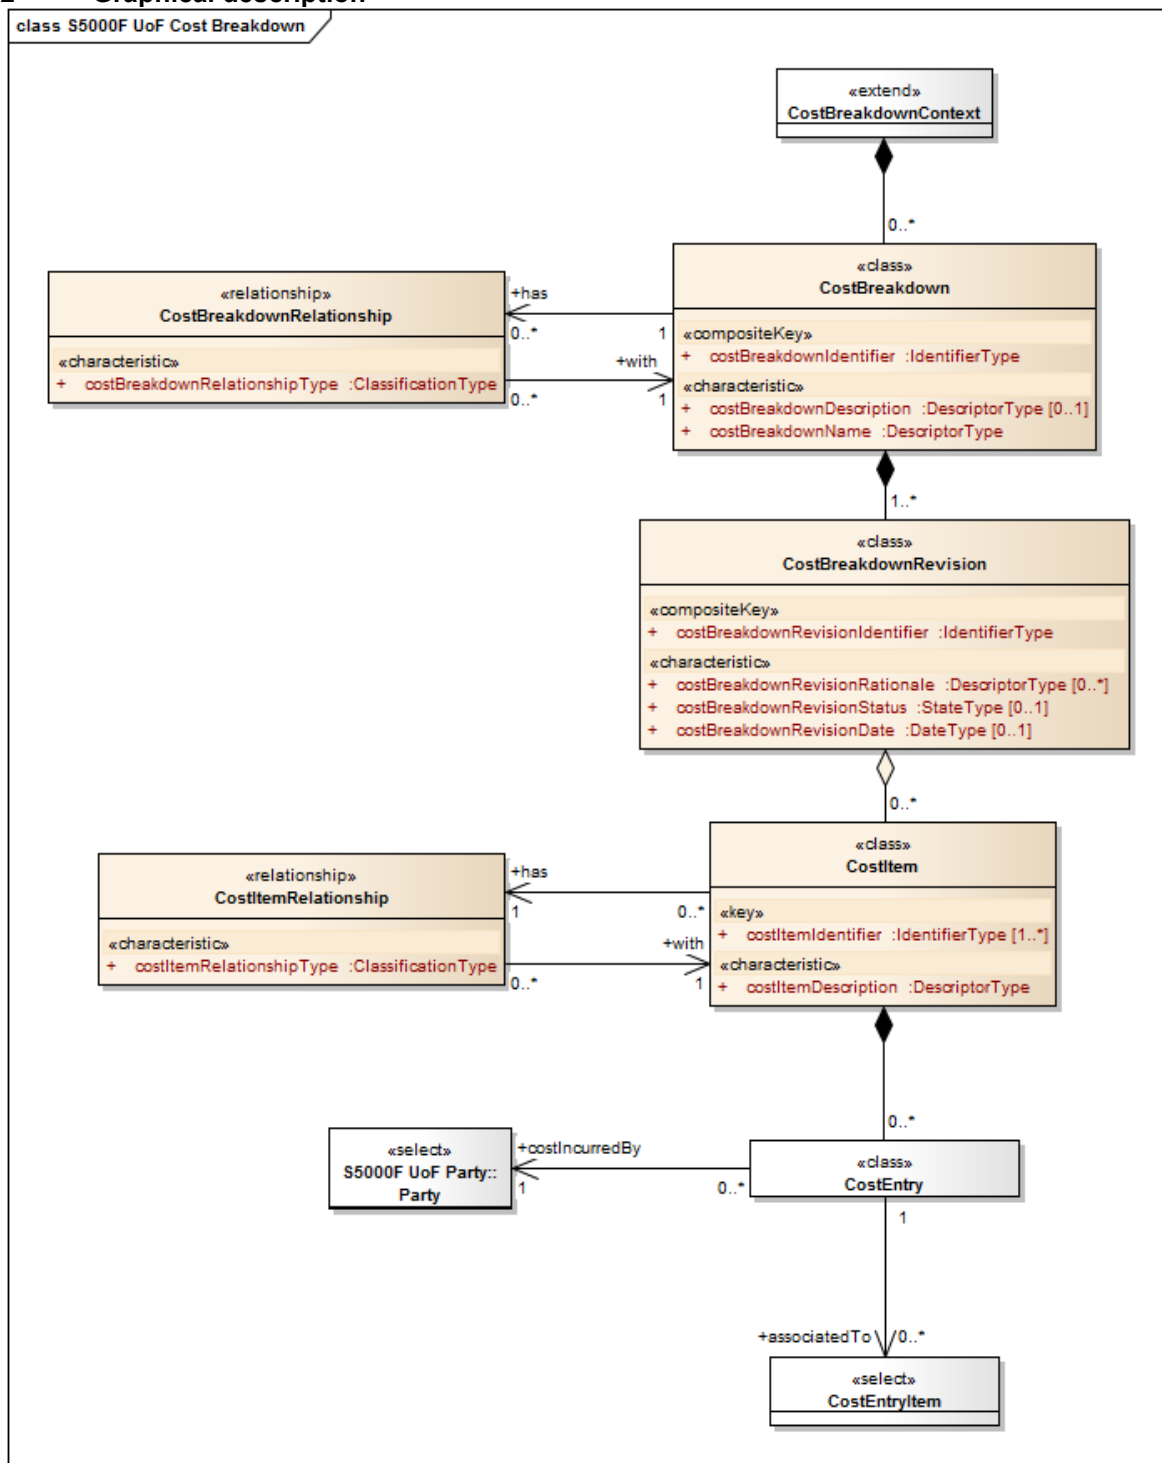 2 Graphical description
class S5000F UoF Cost Breakdown
«extend»
CostBreakdownContext
0..*
«relationship»
CostBreakdownRelationship
«characteristic»
+ costBreakdownRelationshipType :ClassificationType
+has
0..*
1
+with
0..*
1
«class»
CostBreakdown
«compositeKey»
+ costBreakdownIdentifier :IdentifierType
«characteristic»
+ costBreakdownDescription :DescriptorType [0..1]
+ costBreakdownName :DescriptorType
1..*
«class»
CostBreakdownRevision
«compositeKey»
+ costBreakdownRevisionIdentifier :IdentifierType
«characteristic»
+ costBreakdownRevisionRationale :DescriptorType [0..*]
+ costBreakdownRevisionStatus :StateType [0..1]
+ costBreakdownRevisionDate :DateType [0..1]
0..*
«relationship»
CostItemRelationship
«characteristic»
+ costItemRelationshipType :ClassificationType
+has
1
0..*
+with
0..*
1
«class»
CostItem
«key»
+ costItemIdentifier :IdentifierType [1..*]
«characteristic»
+ costItemDescription :DescriptorType
0..*
«select»
S5000F UoF Party::
Party
+costIncurredBy
1
0..*
«class»
CostEntry
1
+associatedTo
0..*
«select»
CostEntryItem